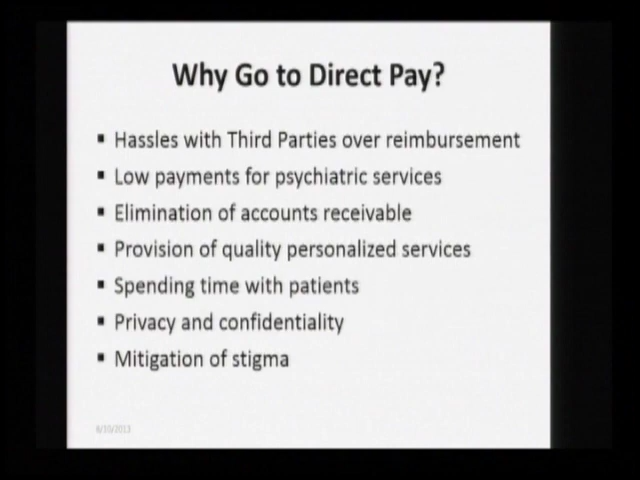 Why Go to Direct Pay?
▪ Hassles with Third Parties over reimbursement
▪ Low payments for psychiatric services
▪ Elimination of accounts receivable
▪ Provision of quality personalized services
▪ Spending time with patients
▪ Privacy and confidentiality
▪ Mitigation of stigma
6/10/2013